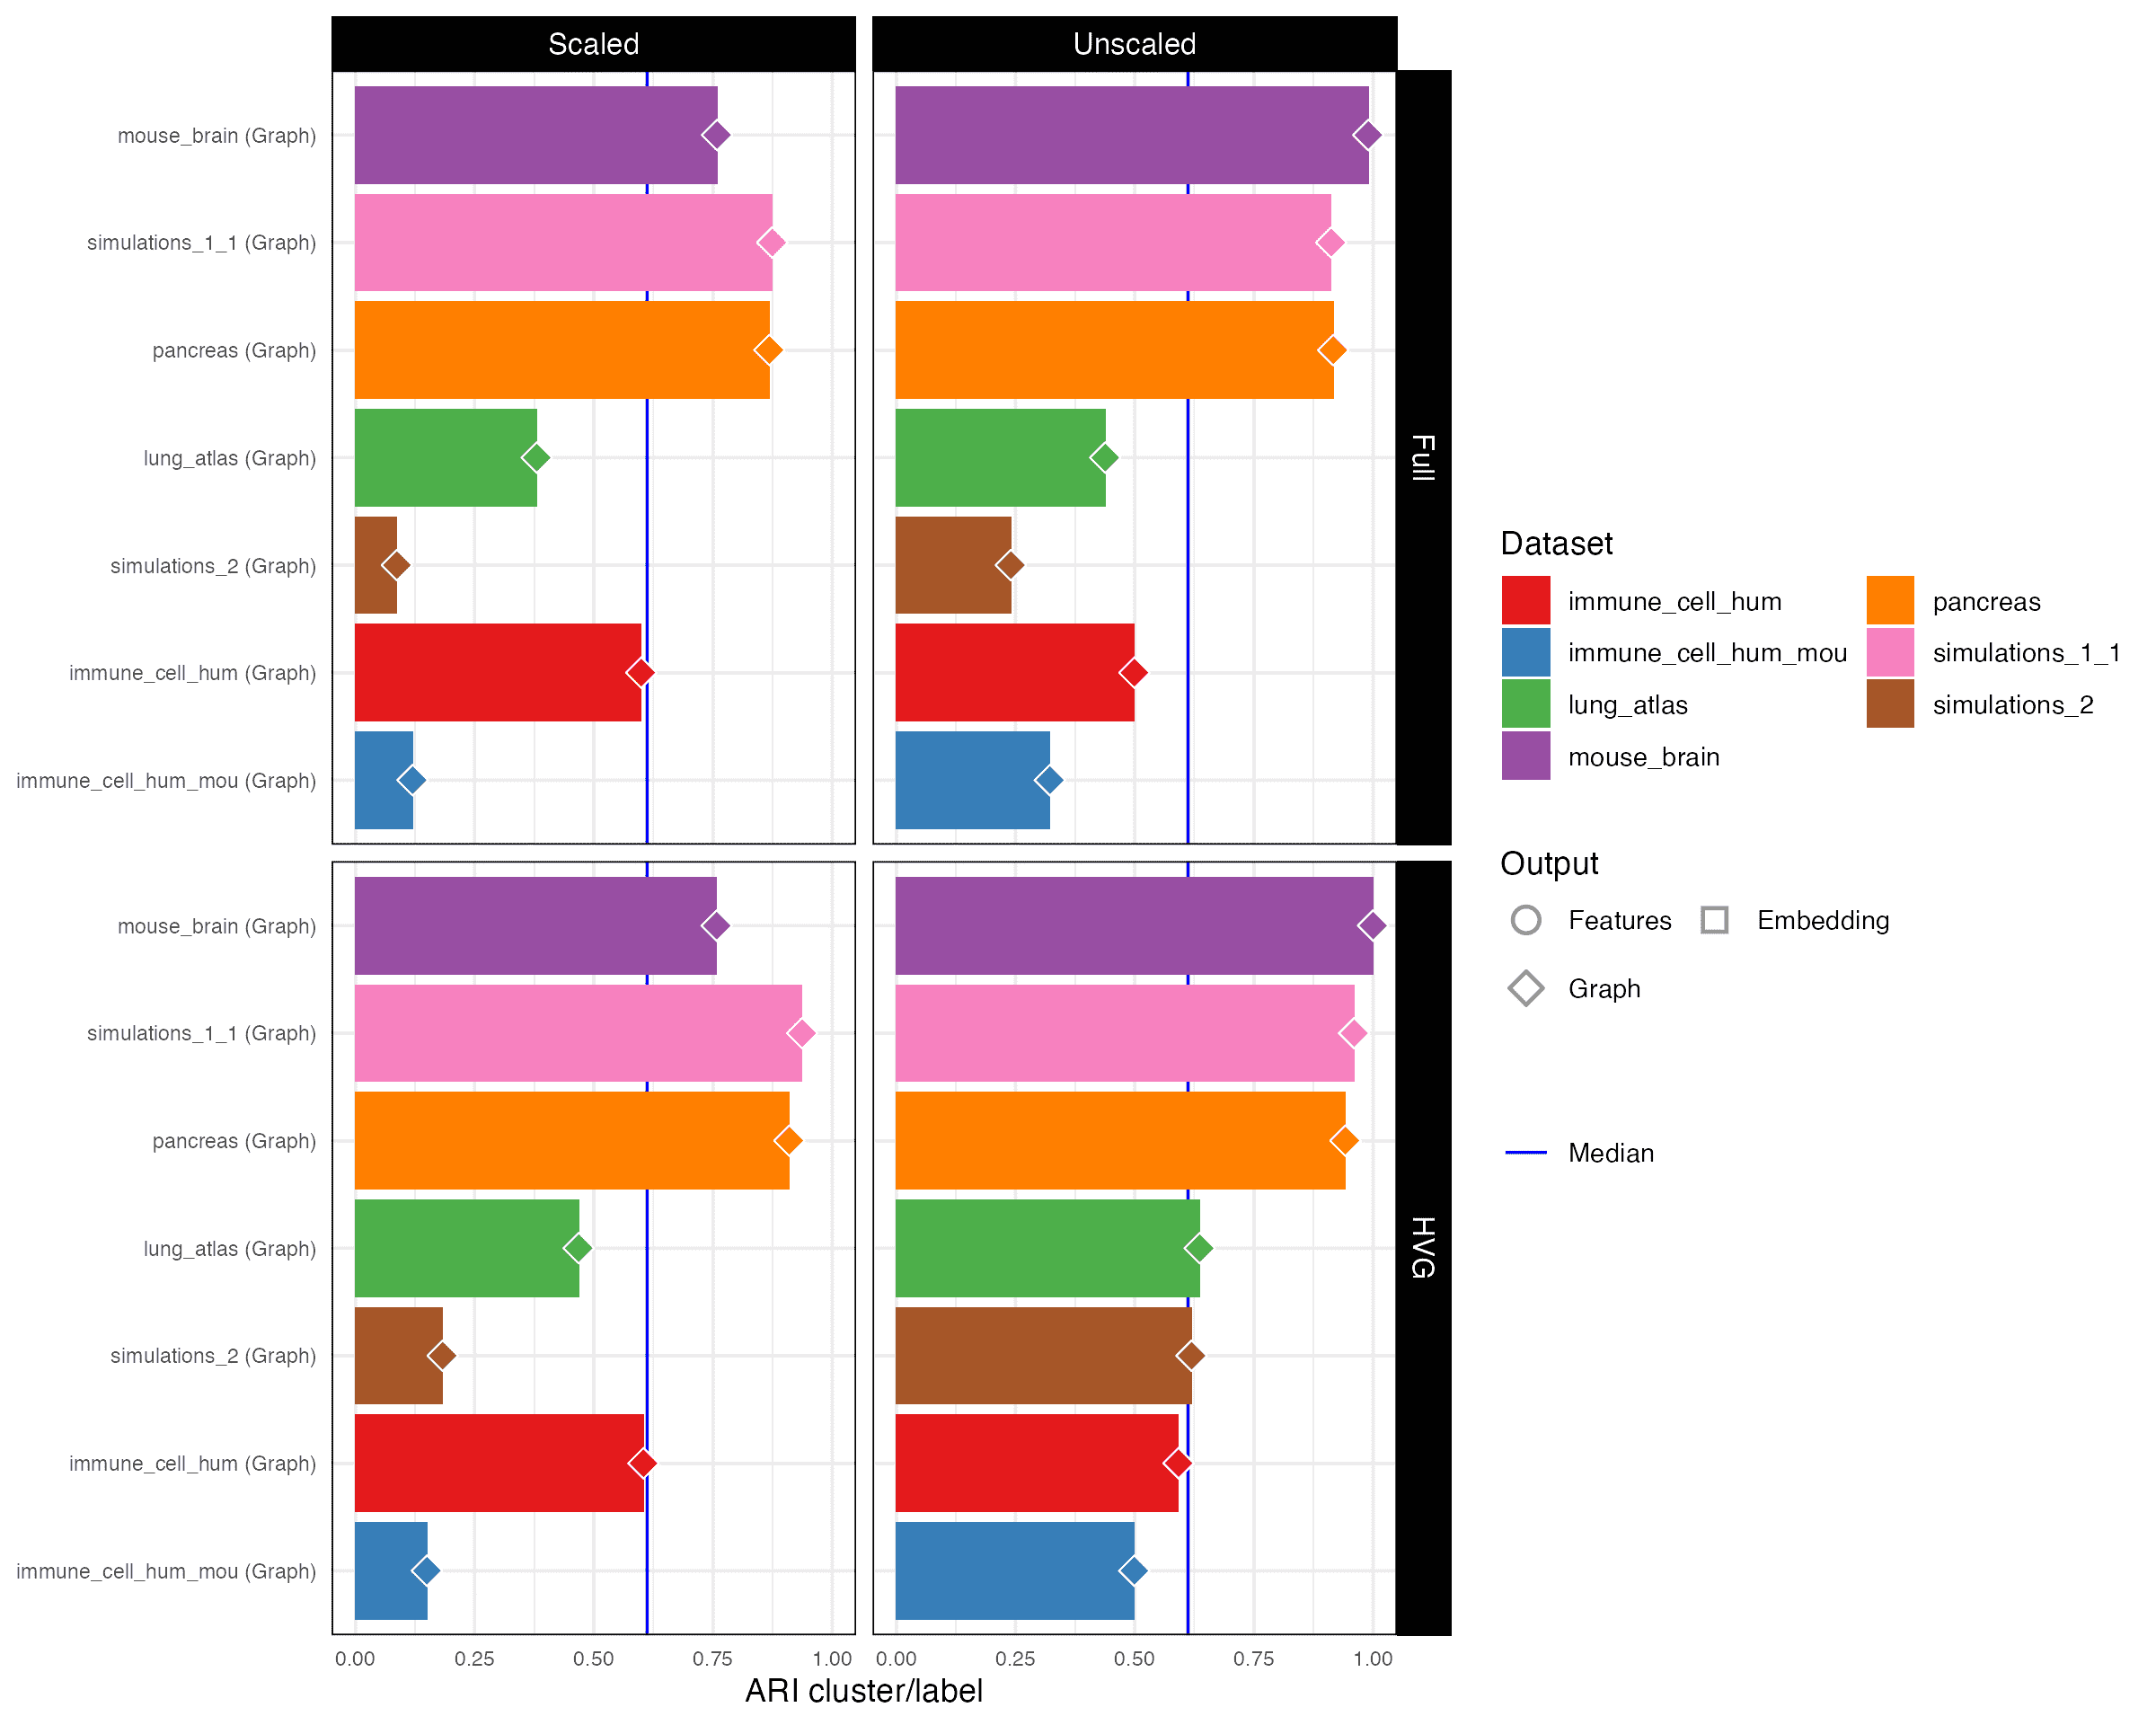 Scaled
Unscaled
mouse_brain (Graph)
simulations_1_1 (Graph)
pancreas (Graph)
lung_atlas (Graph)
simulations_2 (Graph)
immune_cell_hum (Graph)
immune_cell_hum_mou (Graph)
Full
mouse_brain (Graph)
simulations_1_1 (Graph)
pancreas (Graph)
lung_atlas (Graph)
simulations_2 (Graph)
immune_cell_hum (Graph)
immune_cell_hum_mou (Graph)
HVG
0.00 0.25 0.50 0.75 1.00
0.00 0.25 0.50 0.75 1.00
ARI cluster/label
Dataset
immune_cell_hum
immune_cell_hum_mou
lung_atlas
mouse_brain
pancreas
simulations_1_1
simulations_2
Output
Features
Embedding
Graph
Median